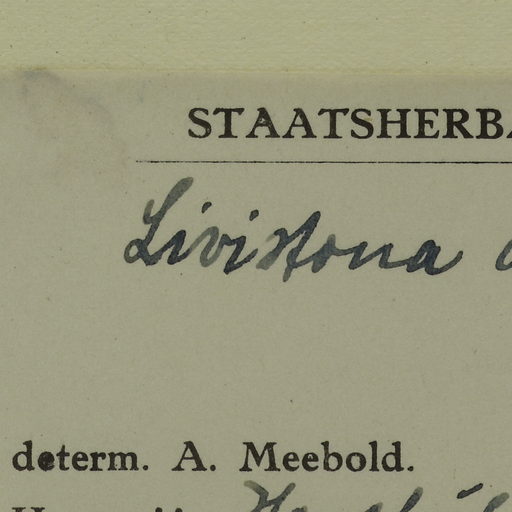 STAATSHERBA
Livistona
determ. A. Meebold.